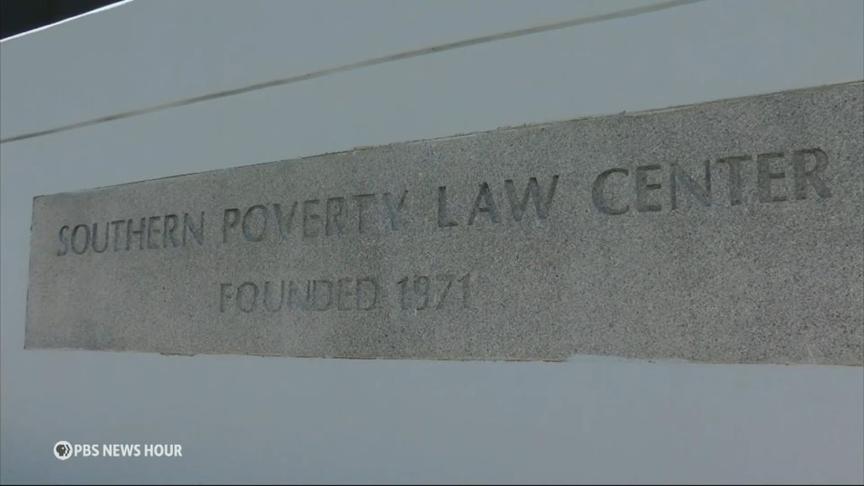 SOUTHERN POVERTY LAW CENTER
FOUNDED 1971
PBS NEWS HOUR